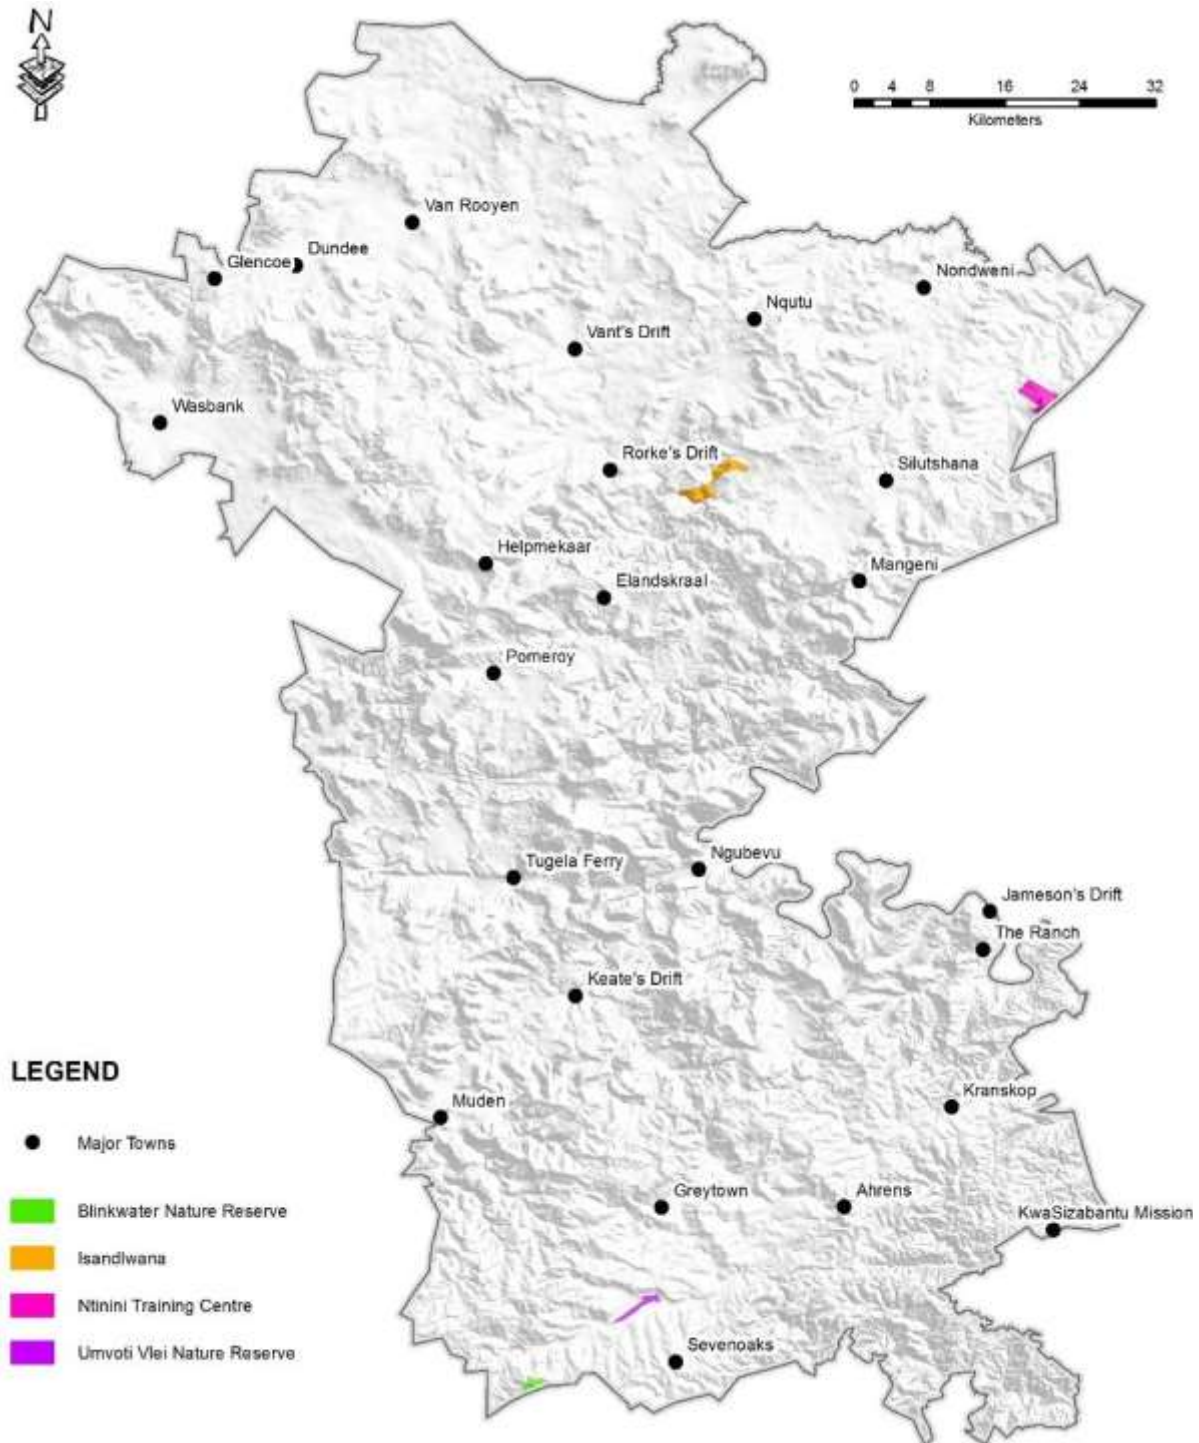 N
0 4 8 16 24 32
Kilometers
Van Rooyen
Dundee
Glencoe
Nondweni
Nqutu
Vant's Drift
Wasbank
Rorke's Drift
Silutshana
Helpmekaar
Mangeni
Elandskraal
Pomeroy
Ngubevu
Tugela Ferry
Jameson's Drift
The Ranch
Keate's Drift
LEGEND
Kranskop
Muden
Major Towns
Greytown
Ahrens
KwaSizabantu Mission
Blinkwater Nature Reserve
Isandlwana
Ntinini Training Centre
Sevenoaks
Umvoti Vlei Nature Reserve